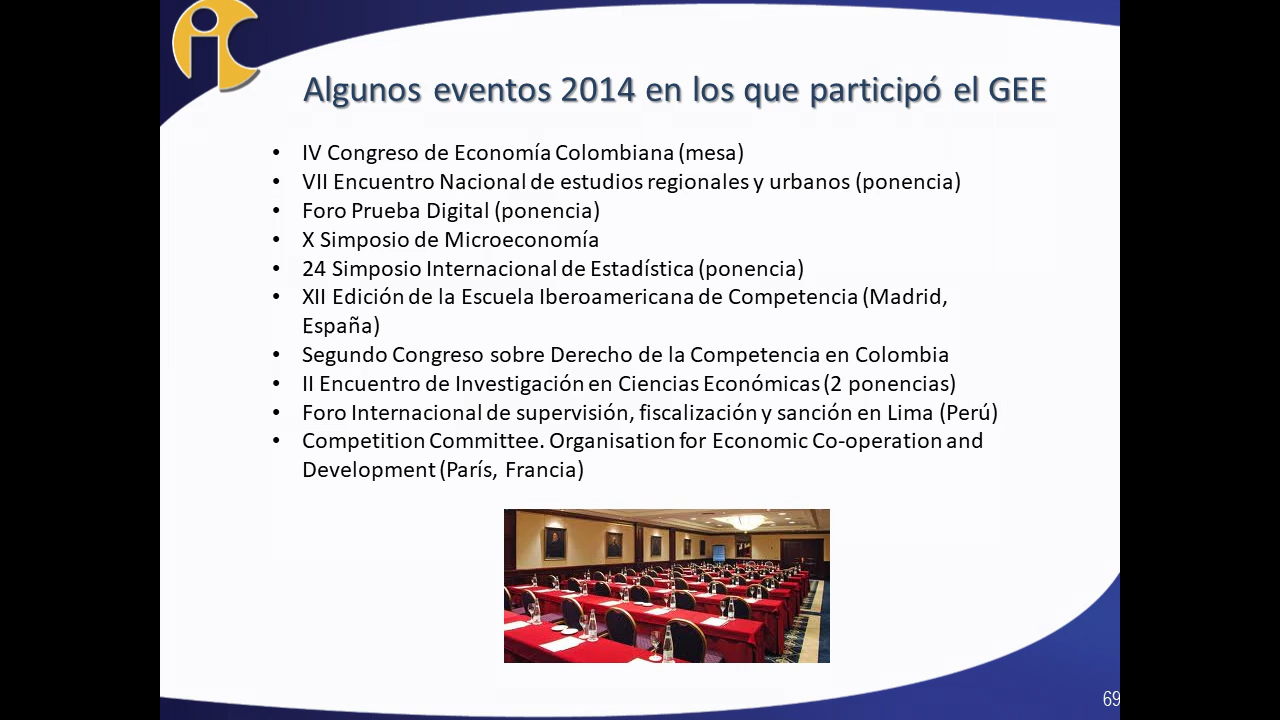 Algunos eventos 2014 en los que participó el GEE
• IV Congreso de Economía Colombiana (mesa)
• VII Encuentro Nacional de estudios regionales y urbanos (ponencia)
• Foro Prueba Digital (ponencia)
• X Simposio de Microeconomía
• 24 Simposio Internacional de Estadística (ponencia)
• XII Edición de la Escuela Iberoamericana de Competencia (Madrid,
España)
• Segundo Congreso sobre Derecho de la Competencia en Colombia
• II Encuentro de Investigación en Ciencias Económicas (2 ponencias)
• Foro Internacional de supervisión, fiscalización y sanción en Lima (Perú)
• Competition Committee. Organisation for Economic Co-operation and
Development (París, Francia)
69